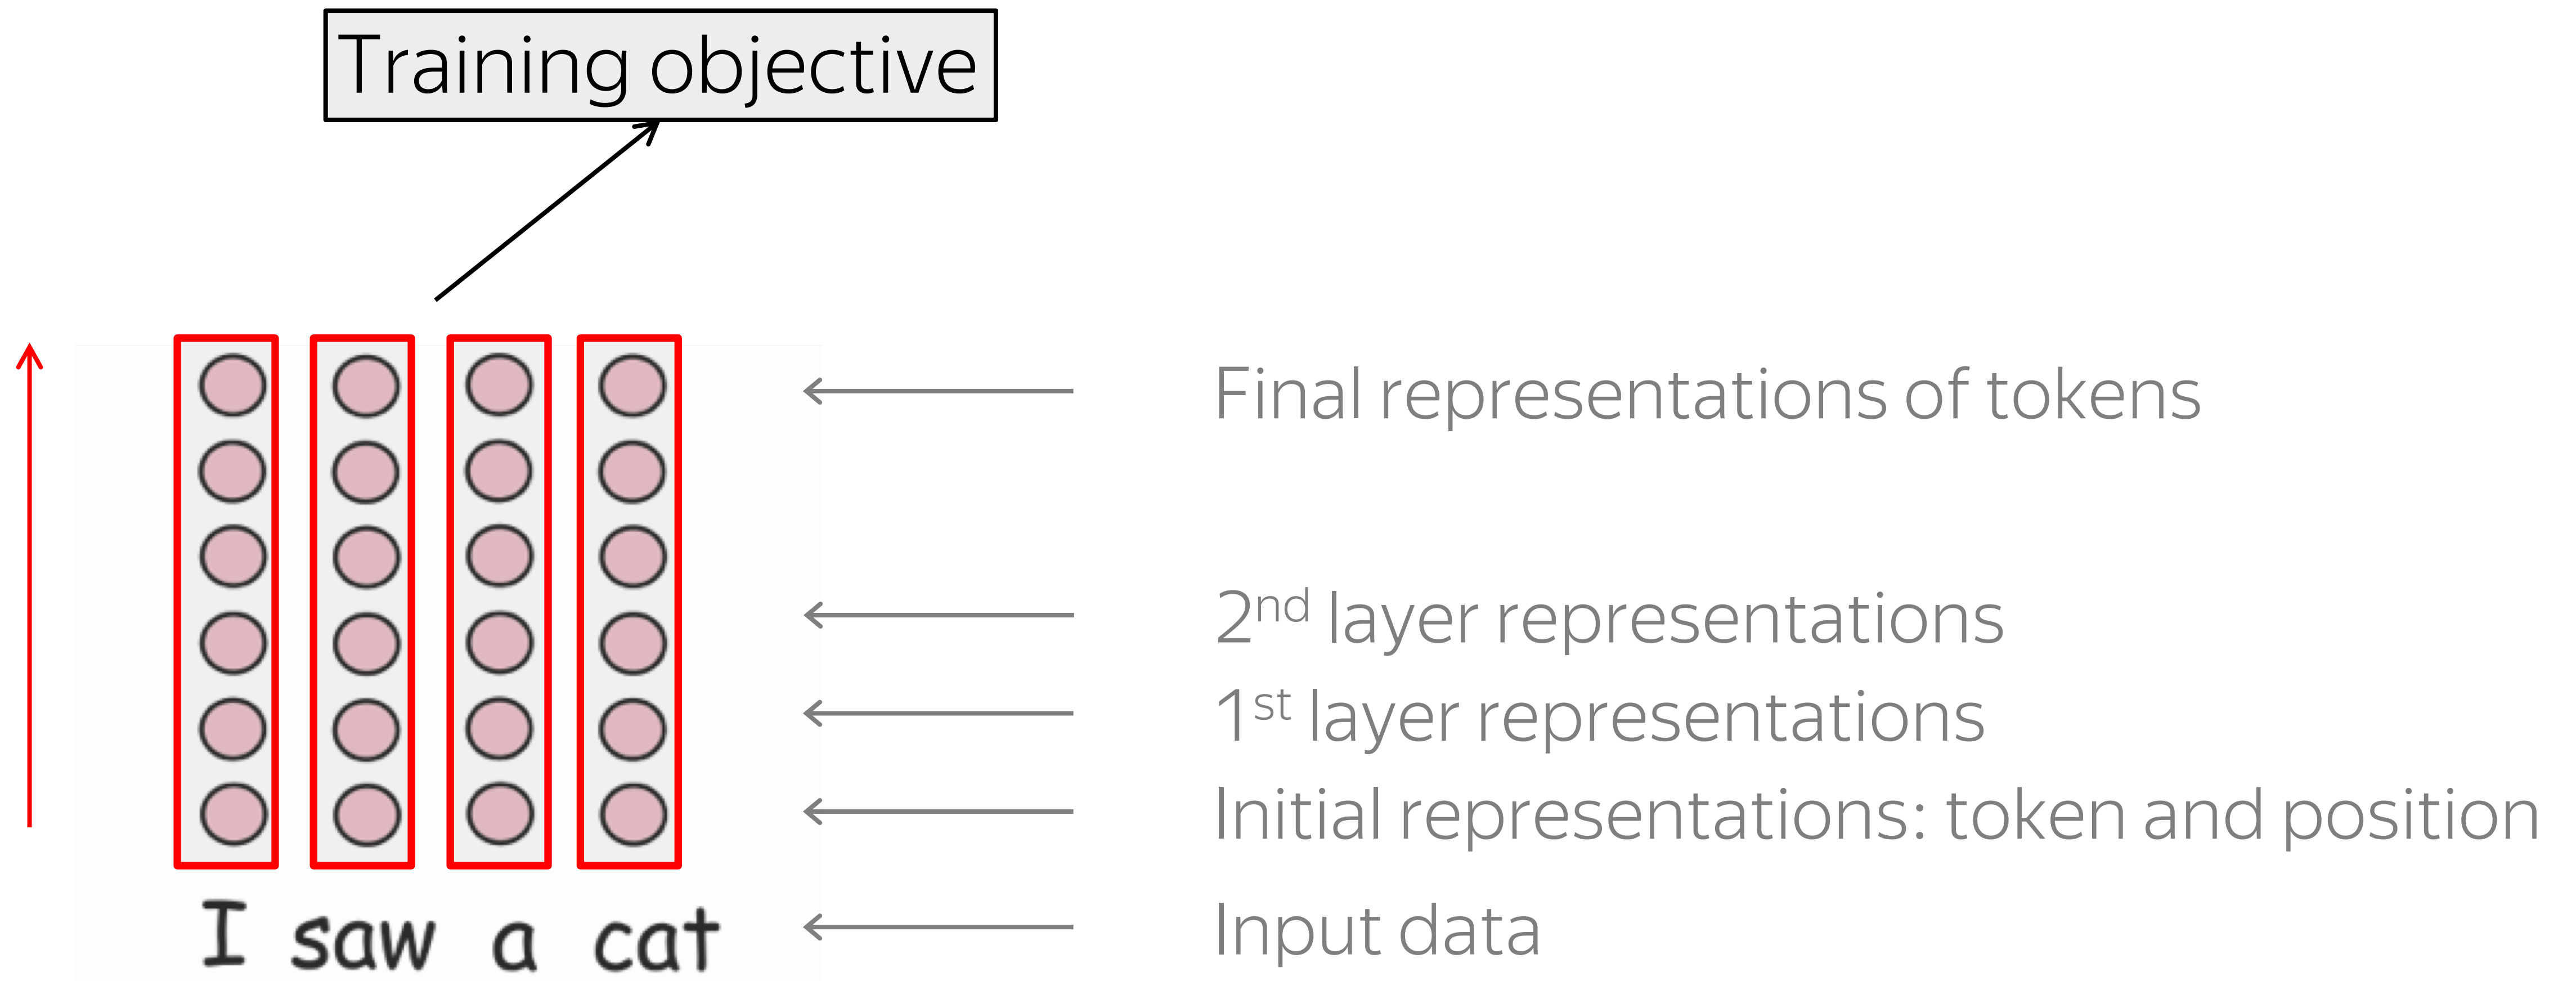 Training objective
Final representations of tokens
2nd layer representations
1st layer representations
Initial representations: token and position
I saw a cat
Input data